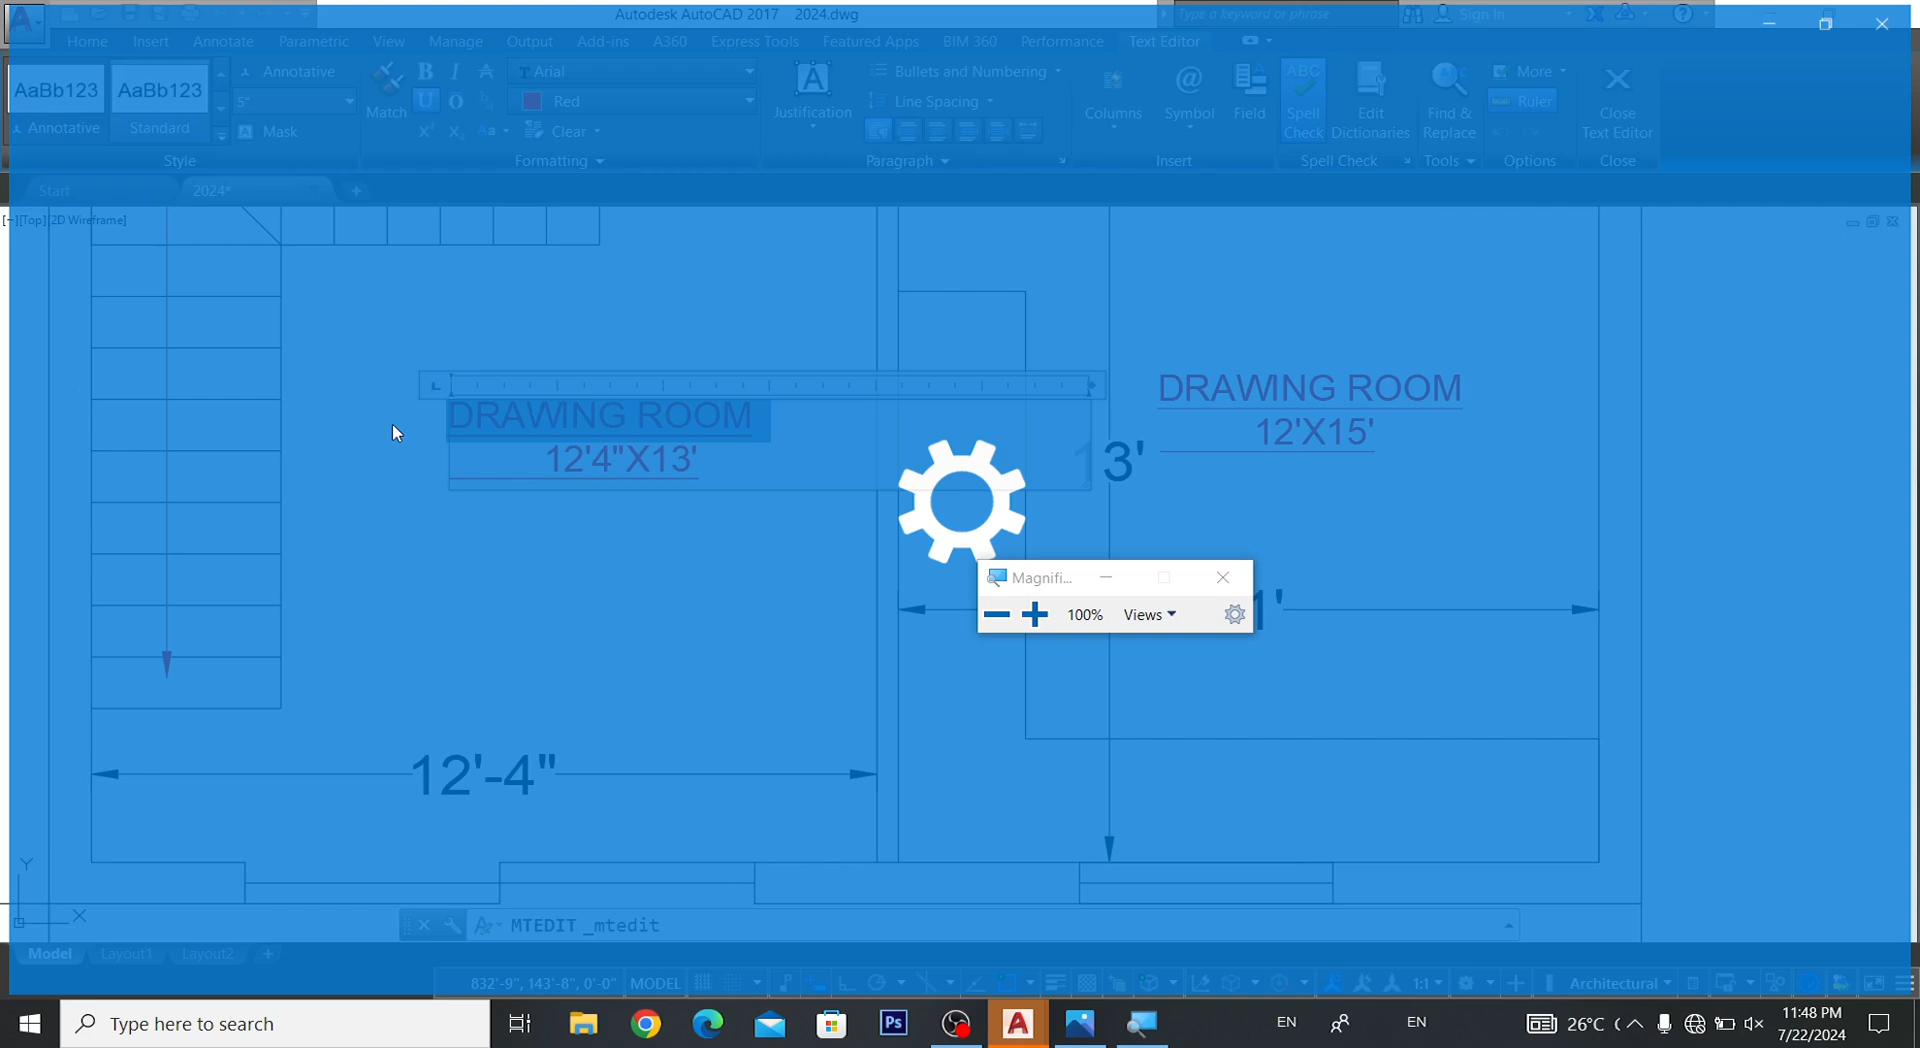 Autodesk AutoCAD 2017 2024.dwg
Type a keyword or phrase
Sign In
Home Insert Annotate Parametric View Manage Output Add-ins A360 Express Tools Featured Apps BIM 360 Performance Text Editor
AaBb123 AaBb123 Annotative
Annotative Standard
5"
Mask
Style
Match
B I A
U O
Arial
Red
Clear
Formatting
Justification
Bullets and Numbering
Line Spacing
Paragraph
Columns
Symbol
Field
Insert
ABC
Spell
Check
Edit
Dictionaries
Spell Check
Find &
Replace
Tools
More
Ruler
Options
Close
Text Editor
Close
Start 2024*
[−][Top][2D Wireframe]
DRAWING ROOM
12'4"X13'
DRAWING ROOM
12'X15'
13'
Magnifi...
100% Views
1'
12'-4"
Y
X
MTEDIT _mtedit
Model Layout1 Layout2
832'-9", 143'-8", 0'-0" MODEL 1:1 Architectural
Type here to search
Ps
EN
EN
26°C
11:48 PM
7/22/2024